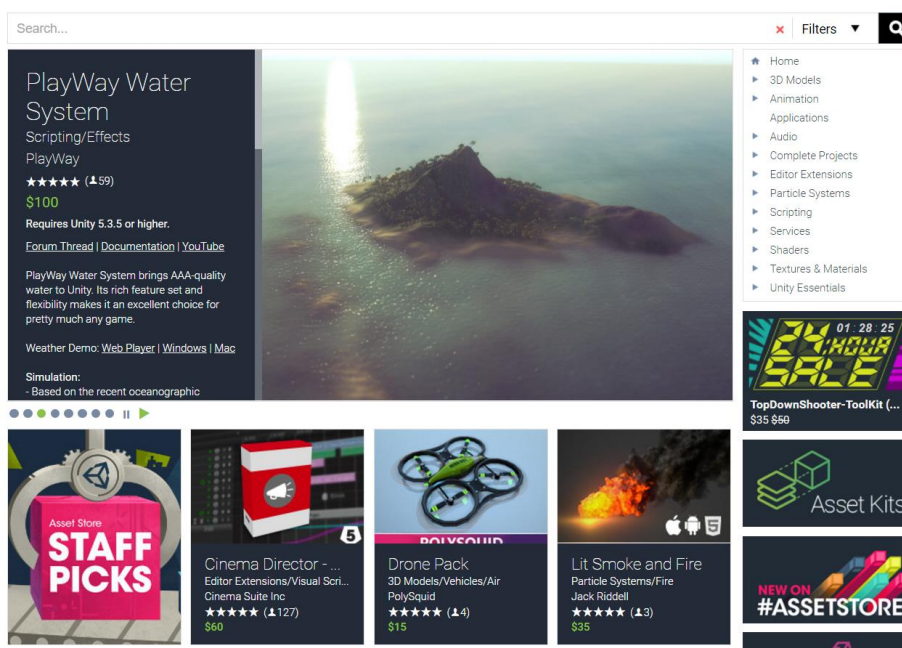 Search...
Filters
PlayWay Water
System
Scripting/Effects
PlayWay
(59)
$100
Requires Unity 5.3.5 or higher.
Forum Thread | Documentation | YouTube
PlayWay Water System brings AAA-quality
water to Unity. Its rich feature set and
flexibility makes it an excellent choice for
pretty much any game.
Weather Demo: Web Player | Windows | Mac
Simulation:
- Based on the recent oceanographic
Home
3D Models
Animation
Applications
Audio
Complete Projects
Editor Extensions
Particle Systems
Scripting
Services
Shaders
Textures & Materials
Unity Essentials
01:28:25
24 HOUR
SALE
TopDownShooter-ToolKit (...
$35 $50
Asset Kits
NEW ON
#ASSETSTORE
Asset Store
STAFF
PICKS
5
Cinema Director - ...
Editor Extensions/Visual Scri...
Cinema Suite Inc
(127)
$60
POLYSQUID
Drone Pack
3D Models/Vehicles/Air
PolySquid
(4)
$15
5
Lit Smoke and Fire
Particle Systems/Fire
Jack Riddell
(3)
$35